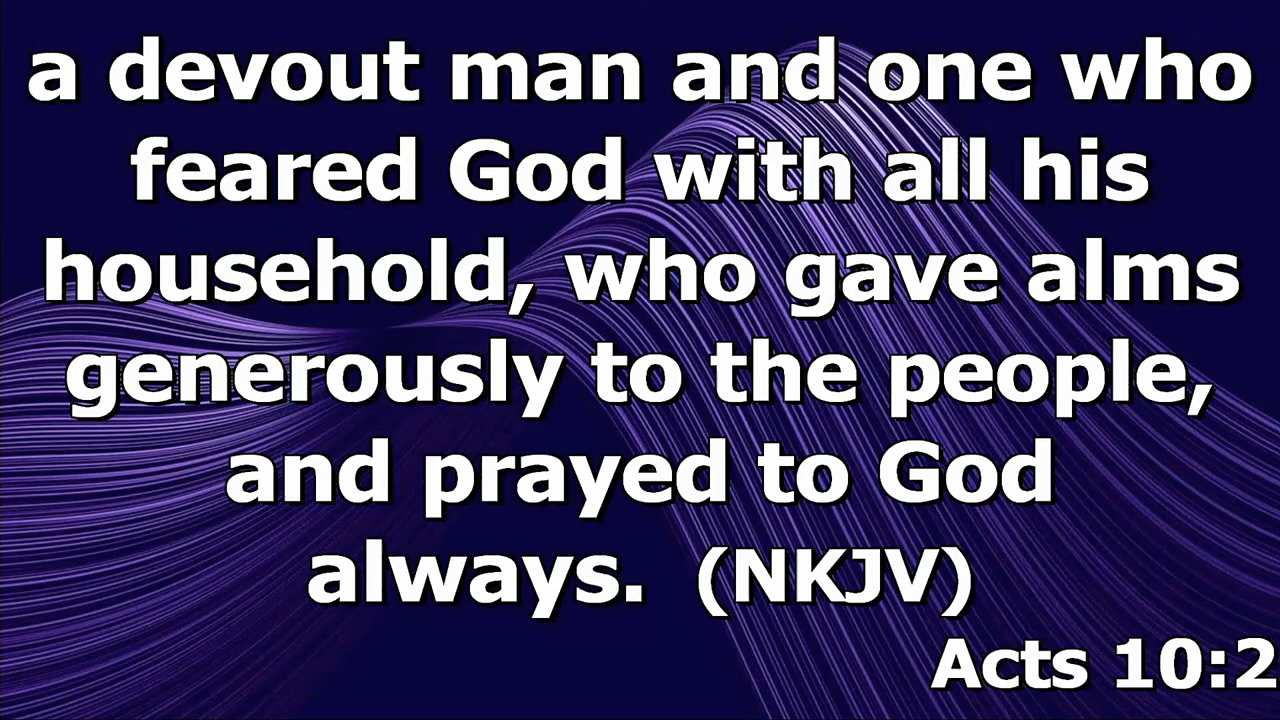 a devout man and one who
feared God with all his
household, who gave alms
generously to the people,
and prayed to God
always. (NKJV)
Acts 10:2